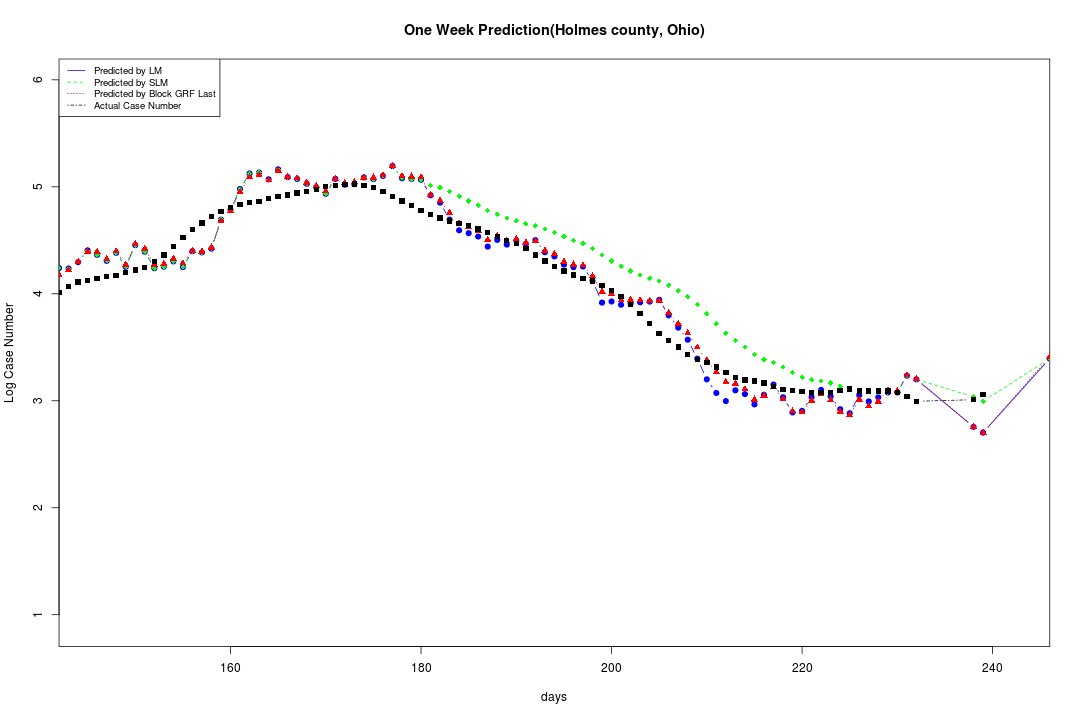 One Week Prediction(Holmes county, Ohio)
Predicted by LM
Predicted by SLM
Predicted by Block GRF Last
Actual Case Number
6
5
4
3
2
1
Log Case Number
160 180 200 220 240
days